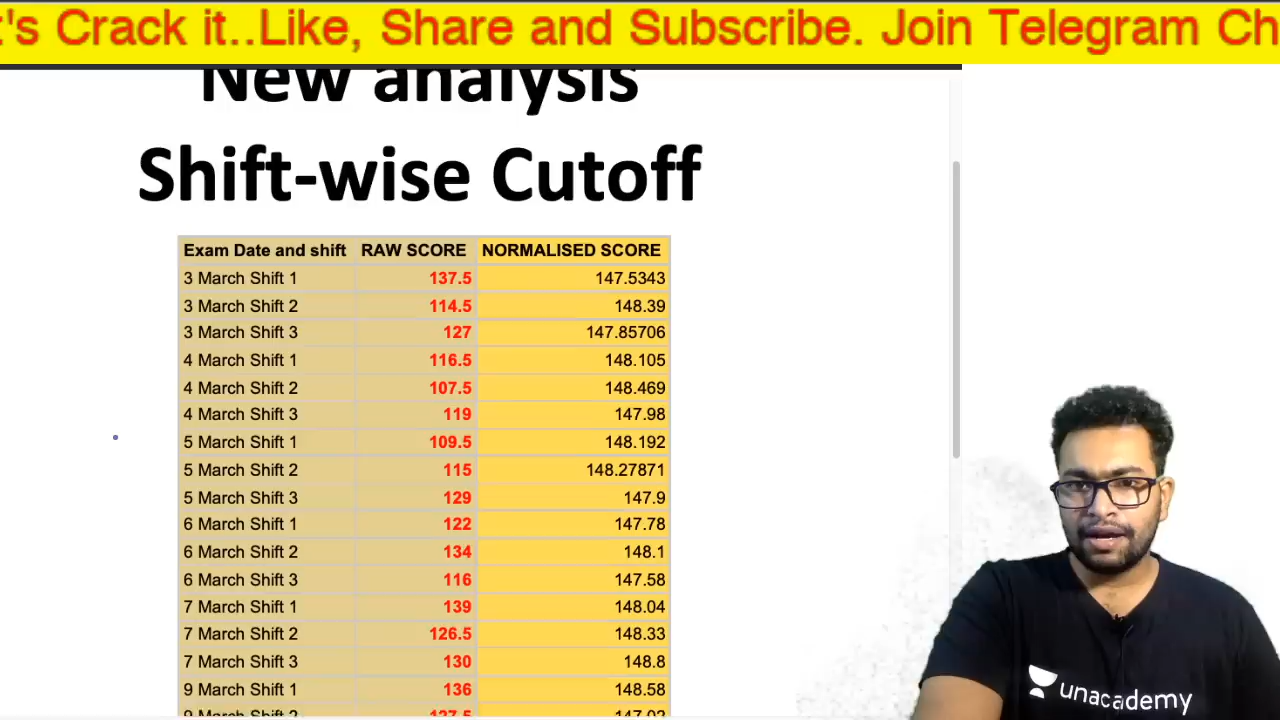 's Crack it..Like, Share and Subscribe. Join Telegram Ch
New analysis
Shift-wise Cutoff
Exam Date and shift RAW SCORE NORMALISED SCORE
3 March Shift 1 137.5 147.5343
3 March Shift 2 114.5 148.39
3 March Shift 3 127 147.85706
4 March Shift 1 116.5 148.105
4 March Shift 2 107.5 148.469
4 March Shift 3 119 147.98
5 March Shift 1 109.5 148.192
5 March Shift 2 115 148.27871
5 March Shift 3 129 147.9
6 March Shift 1 122 147.78
6 March Shift 2 134 148.1
6 March Shift 3 116 147.58
7 March Shift 1 139 148.04
7 March Shift 2 126.5 148.33
7 March Shift 3 130 148.8
9 March Shift 1 136 148.58
9 March Shift 2
unacademy